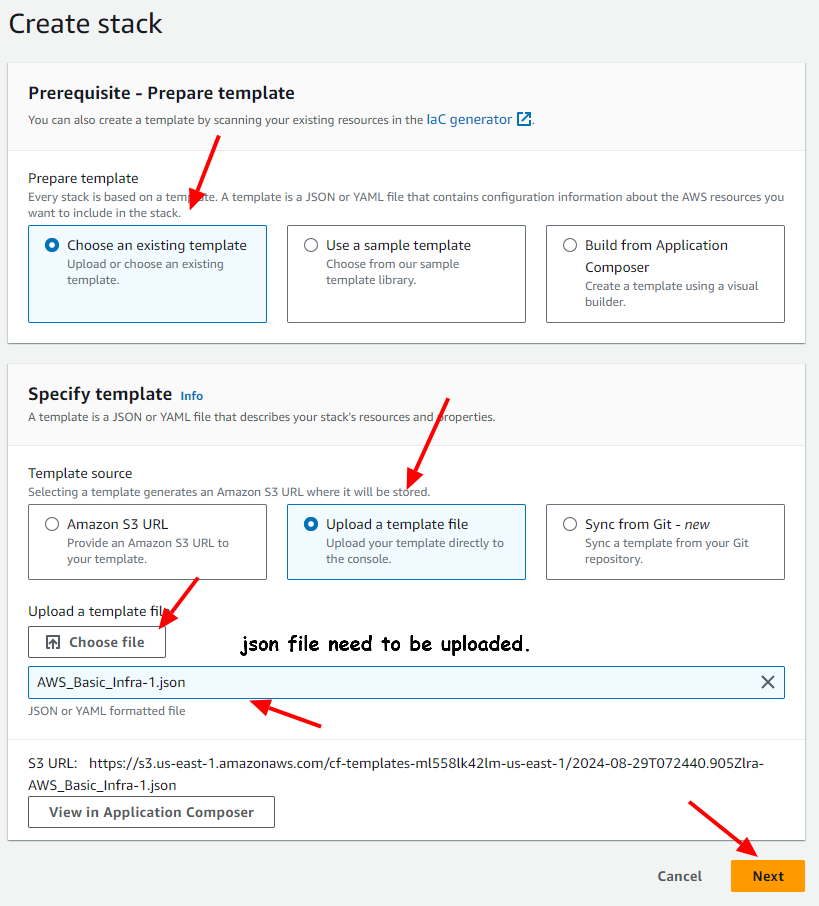 Create stack
Prerequisite - Prepare template
You can also create a template by scanning your existing resources in the IaC generator.
Prepare template
Every stack is based on a template. A template is a JSON or YAML file that contains configuration information about the AWS resources you
want to include in the stack.
Choose an existing template
Upload or choose an existing
template.
Use a sample template
Choose from our sample
template library.
Build from Application
Composer
Create a template using a visual
builder.
Specify template Info
A template is a JSON or YAML file that describes your stack's resources and properties.
Template source
Selecting a template generates an Amazon S3 URL where it will be stored.
Amazon S3 URL
Provide an Amazon S3 URL to
your template.
Upload a template file
Upload your template directly to
the console.
Sync from Git - new
Sync a template from your Git
repository.
Upload a template file
Choose file
json file need to be uploaded.
AWS_Basic_Infra-1.json
JSON or YAML formatted file
S3 URL: https://s3.us-east-1.amazonaws.com/cf-templates-ml558lk42lm-us-east-1/2024-08-29T072440.905Zlra-
AWS_Basic_Infra-1.json
View in Application Composer
Cancel
Next